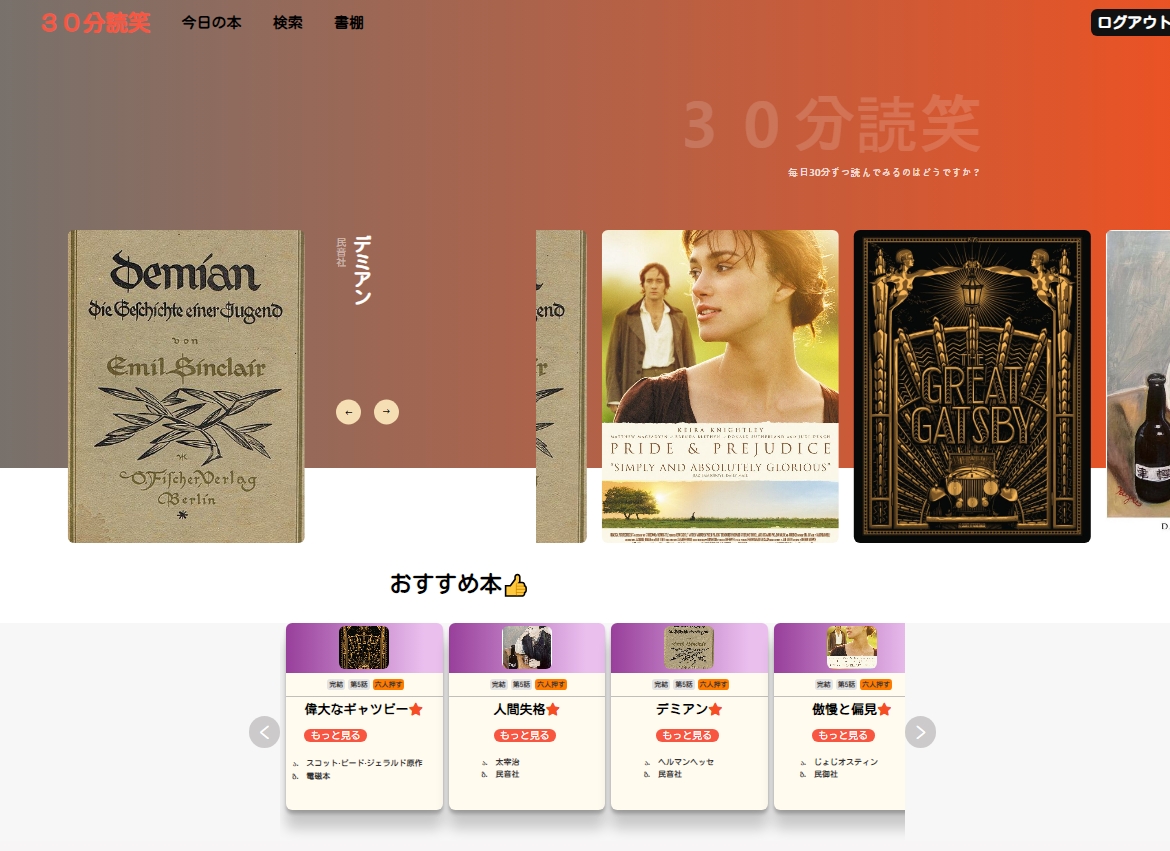 ３０分読笑
今日の本
検索
書棚
ログアウト
３０分読笑
毎日30分ずつ読んでみるのはどうですか？
Demian
die Geschichte einer Jugend
von
Emil Sinclair
S. Fischer Verlag
Berlin
デミアン
民音社
←
→
KEIRA KNIGHTLEY
PRIDE & PREJUDICE
"SIMPLY AND ABSOLUTELY GLORIOUS"
THE
GREAT
GATSBY
おすすめ本👍
完結 第5話 六人押す
偉大なギャツビー
もっと見る
スコット·ピード·ジェラルド原作
電磁本
完結 第5話 六人押す
人間失格
もっと見る
太宰治
民音社
完結 第5話 六人押す
デミアン
もっと見る
ヘルマンヘッセ
民音社
完結 第5話 六人押す
傲慢と偏見
もっと見る
じょじオスティン
民御社